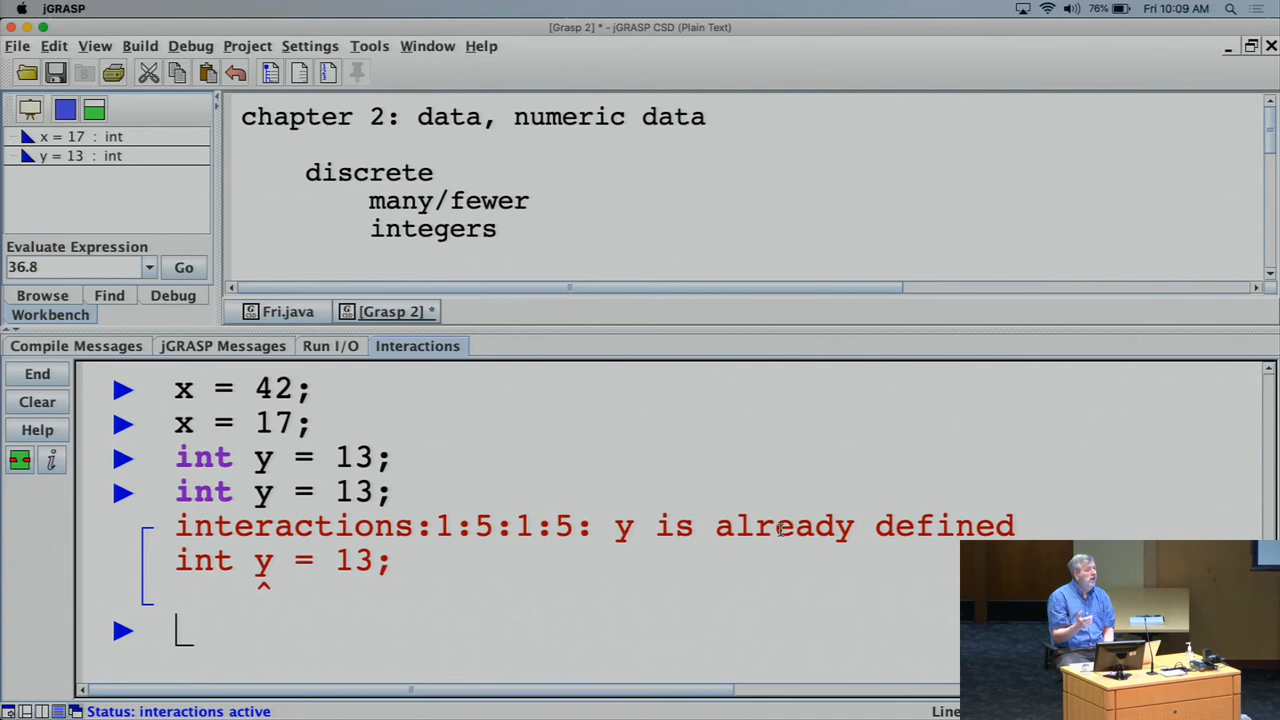 jGRASP
76%
Fri 10:09 AM
[Grasp 2] * - jGRASP CSD (Plain Text)
File Edit View Build Debug Project Settings Tools Window Help
x = 17 : int
y = 13 : int
Evaluate Expression
36.8
Go
Browse Find Debug
Workbench
chapter 2: data, numeric data
discrete
many/fewer
integers
Fri.java
[Grasp 2] *
Compile Messages jGRASP Messages Run I/O Interactions
End
Clear
Help
x = 42;
x = 17;
int y = 13;
int y = 13;
interactions:1:5:1:5: y is already defined
int y = 13;
^
Status: interactions active
Line